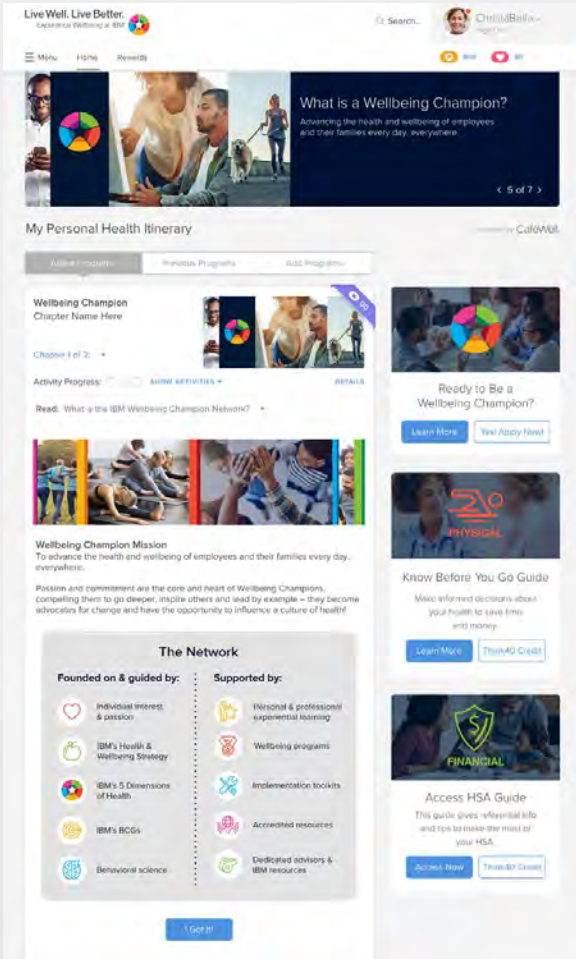 Live Well. Live Better.
Experience Wellbeing at IBM
Search...
Menu
Home
Rewards
What is a Wellbeing Champion?
Advancing the health and wellbeing of employees
and their families every day, everywhere.
< 5 of 7 >
My Personal Health Itinerary
CafeWell
Active Programs
Previous Programs
Add Programs
Wellbeing Champion
Chapter Name Here
Chapter 1 of 2:
Activity Progress:
SHOW ACTIVITIES
DETAILS
Read: What is the IBM Wellbeing Champion Network?
Wellbeing Champion Mission
To advance the health and wellbeing of employees and their families every day,
everywhere.
Passion and commitment are the core and heart of Wellbeing Champions,
compelling them to go deeper, inspire others and lead by example – they become
advocates for change and have the opportunity to influence a culture of health!
The Network
Founded on & guided by:
Individual interest
& passion
IBM's Health &
Wellbeing Strategy
IBM's 5 Dimensions
of Health
IBM's BCGs
Behavioral science
Supported by:
Personal & professional
experiential learning
Wellbeing programs
Implementation toolkits
Accredited resources
Dedicated advisors &
IBM resources
I Got It!
Ready to Be a
Wellbeing Champion?
Learn More
Yes! Apply Now!
PHYSICAL
Know Before You Go Guide
Make informed decisions about
your health to save time
and money.
Learn More
Think40 Credit
FINANCIAL
Access HSA Guide
This guide gives referential info
and tips to make the most of
your HSA.
Access Now
Think40 Credit